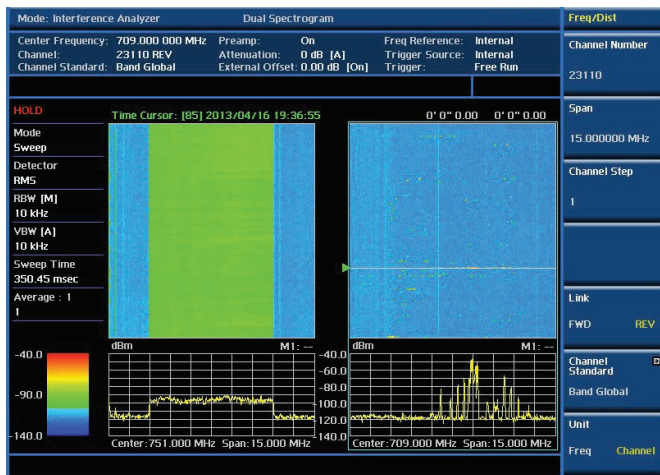 Mode: Interference Analyzer Dual Spectrogram
Center Frequency: 709.000 000 MHz Preamp: On Freq Reference: Internal
Channel: 23110 REV Attenuation: 0 dB [A] Trigger Source: Internal
Channel Standard: Band Global External Offset: 0.00 dB [On] Trigger: Free Run
HOLD
Time Cursor: [85] 2013/04/16 19:36:55 0' 0" 0.00 0' 0" 0.00
Mode
Sweep
Detector
RMS
RBW [M]
10 kHz
VBW [A]
10 kHz
Sweep Time
350.45 msec
Average : 1
1
-40.0
-90.0
-140.0
dBm M1: --
Center:751.000 MHz Span:15.000 MHz
dBm M1: --
-40.0
-60.0
-80.0
-100.0
-120.0
-140.0
Center:709.000 MHz Span:15.000 MHz
Freq/Dist
Channel Number
23110
Span
15.000000 MHz
Channel Step
1
Link
FWD REV
Channel Standard D
Band Global
Unit
Freq Channel